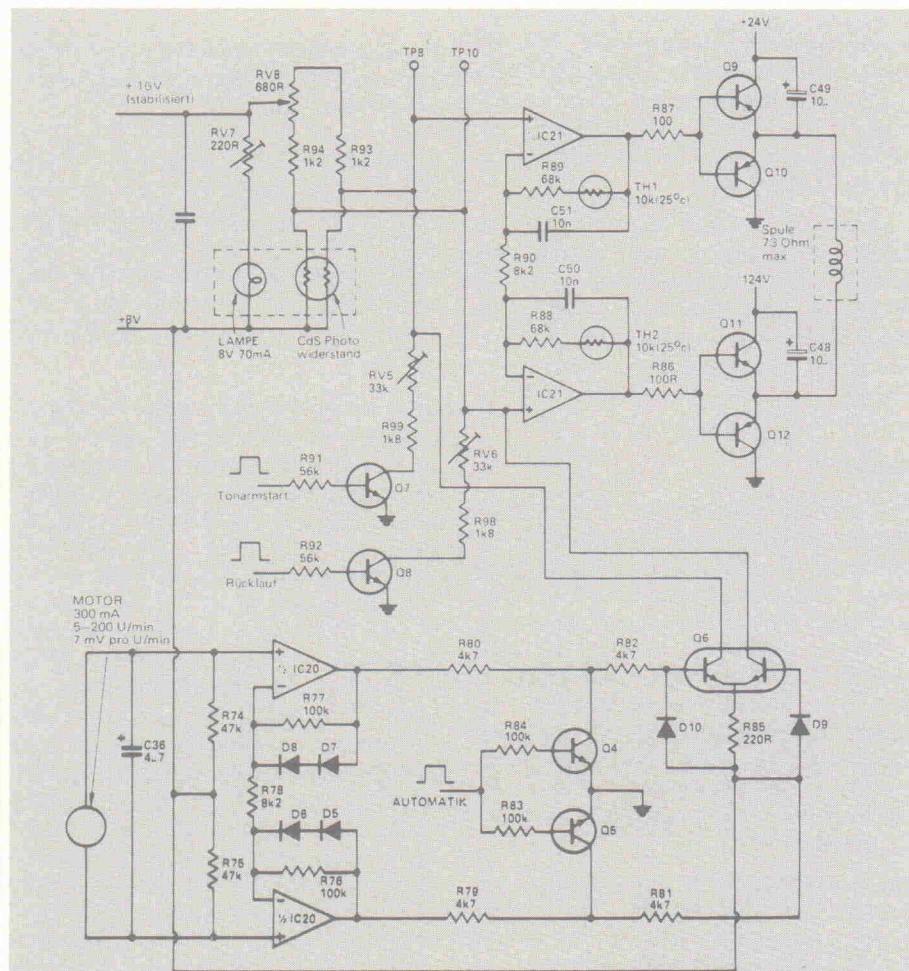 +24V
TP8
TP10
RV8
680R
Q9
C49
10µ
+ 16V
(stabilisiert)
RV7
220R
R94
1k2
R93
1k2
IC21
R87
100
Q10
R89
68k
TH1
10k(25°c)
C51
10n
R90
8k2
C50
10n
Spule
73 Ohm
max
124V
+8V
LAMPE
8V 70mA
CdS Photo
widerstand
R88
68k
TH2
10k(25°c)
Q11
C48
10µ
RV5
33k
IC21
R86
100R
Q12
R99
1k8
RV6
33k
R91
56k
Tonarmstart
Q7
R98
1k8
R92
56k
Rücklauf
Q8
MOTOR
300 mA
5–200 U/min
7 mV pro U/min
½ IC20
R80
4k7
R82
4k7
Q6
R77
100k
R74
47k
C36
4µ7
D8
D7
R84
100k
Q4
D10
R85
220R
D9
R78
8k2
AUTOMATIK
D6
D5
R83
100k
Q5
R75
47k
R76
100k
½ IC20
R79
4k7
R81
4k7